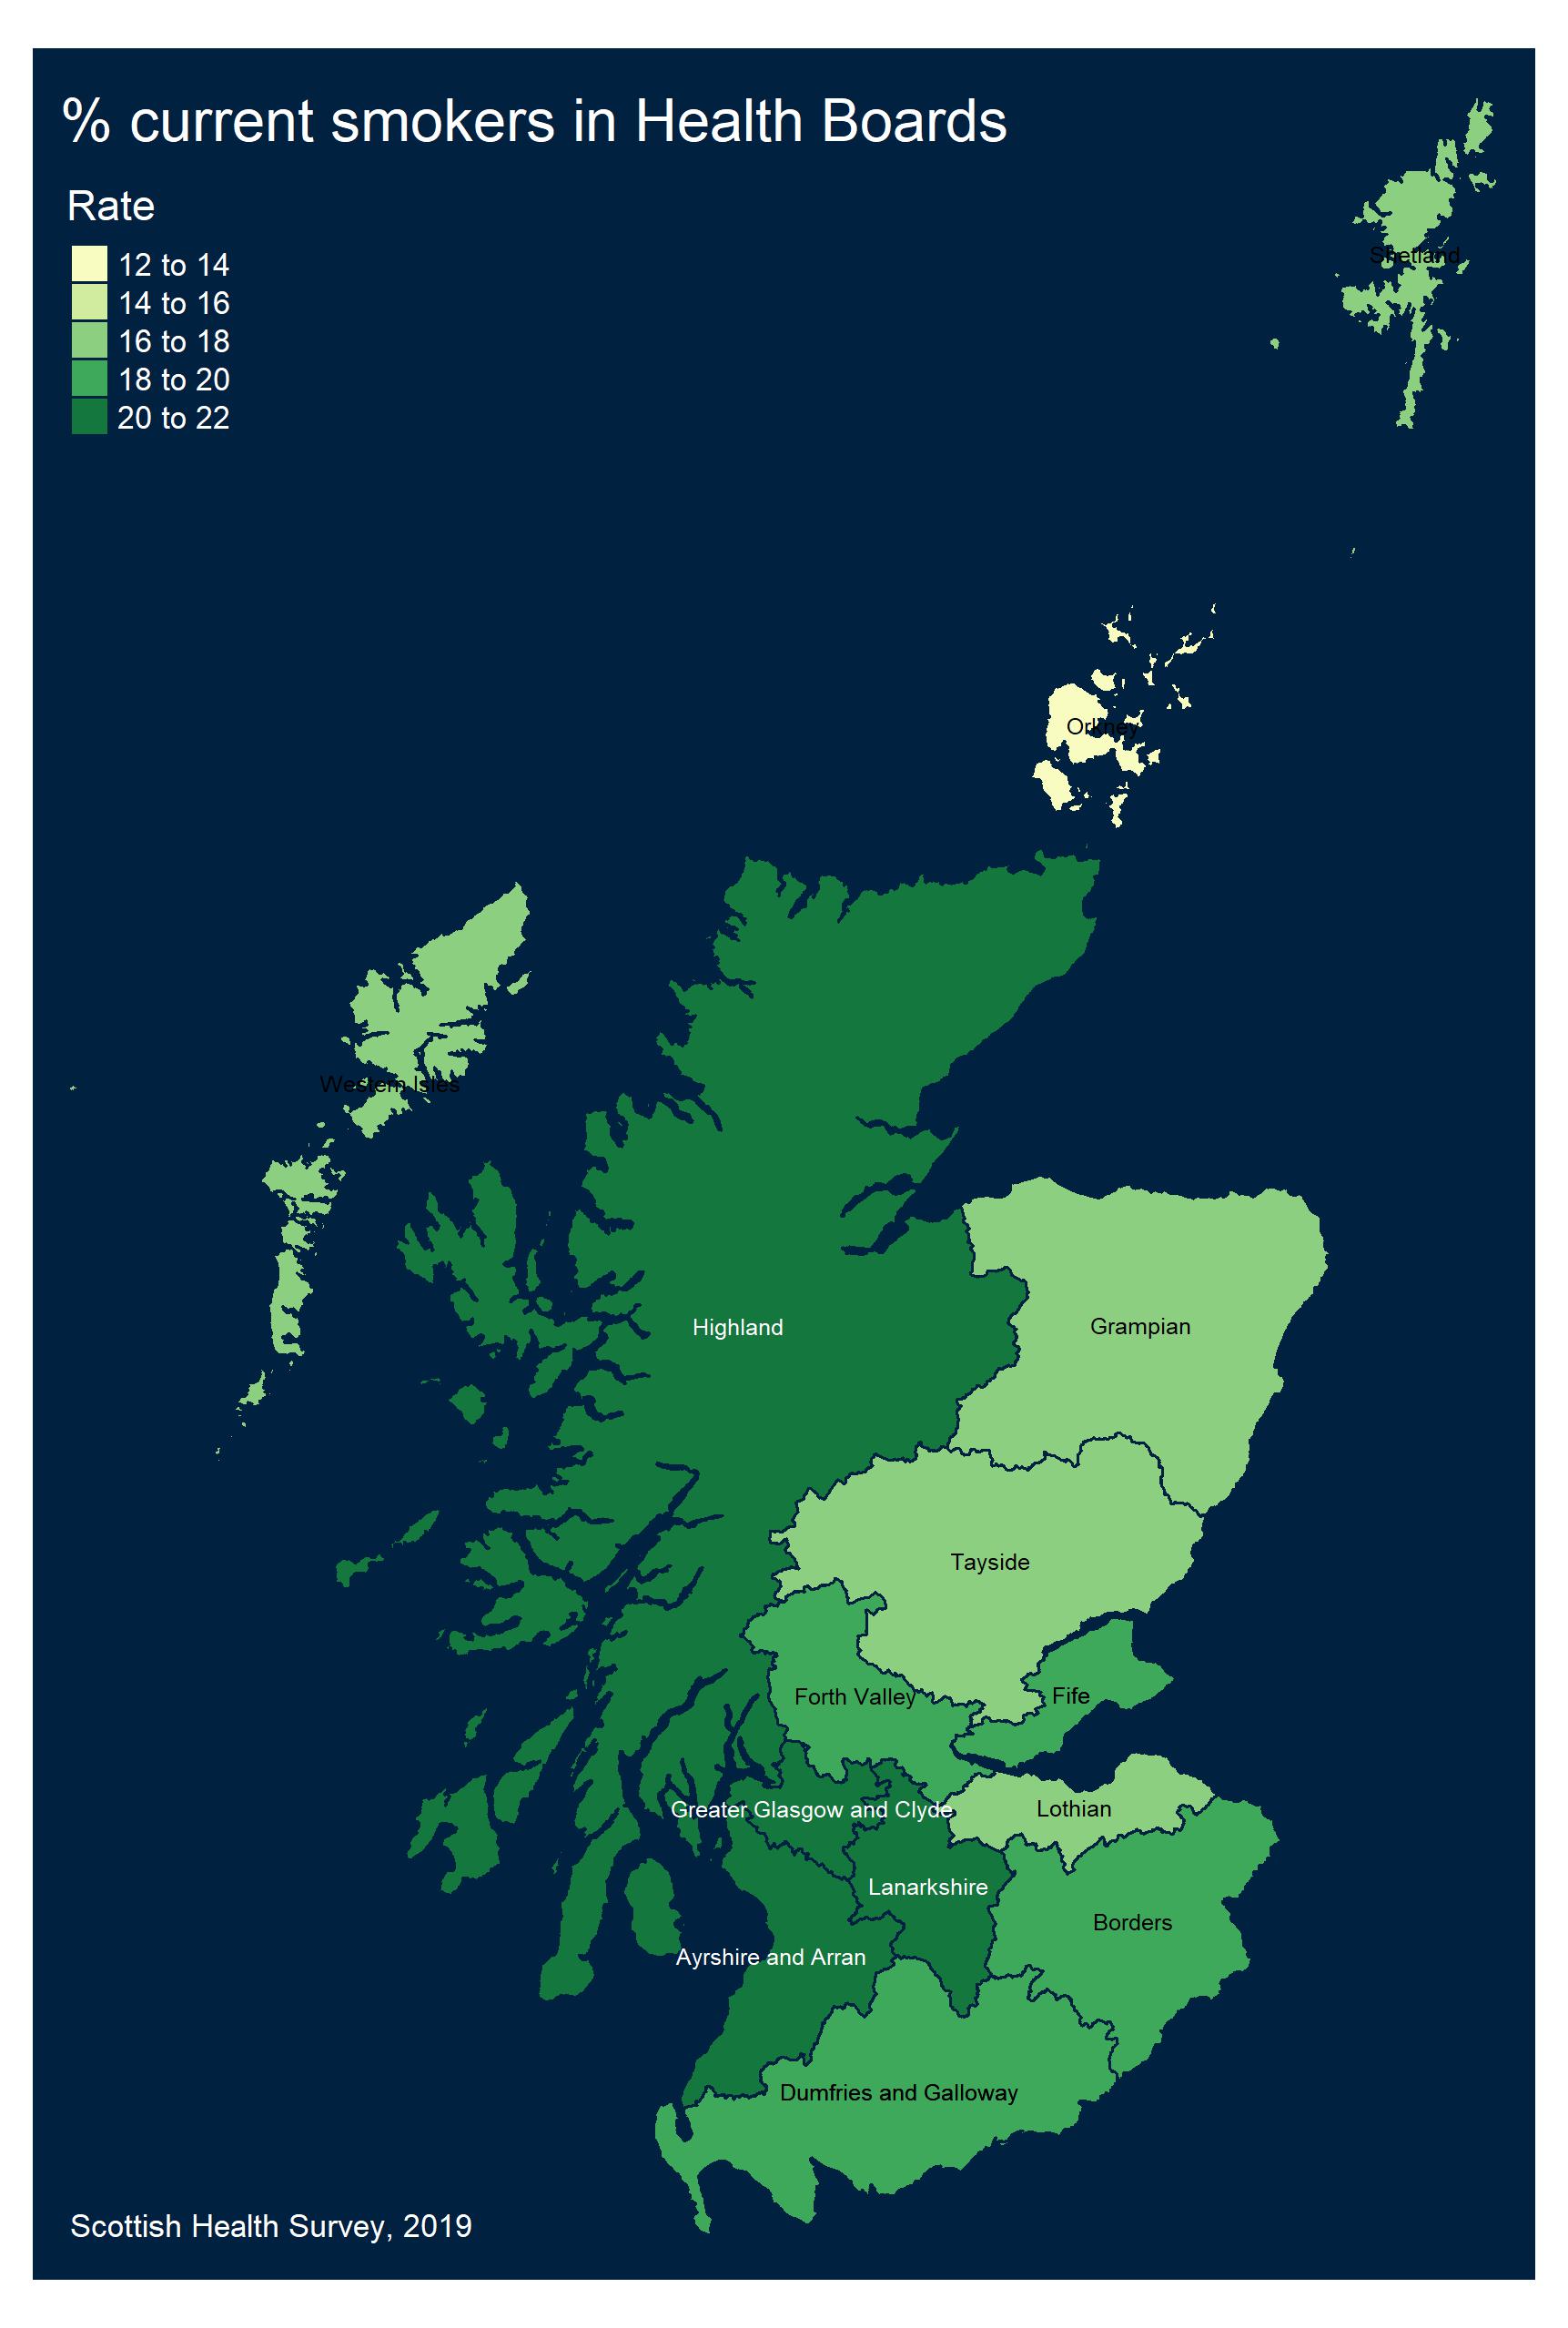 % current smokers in Health Boards
Rate
12 to 14
14 to 16
16 to 18
18 to 20
20 to 22
Shetland
Orkney
Western Isles
Highland
Grampian
Tayside
Forth Valley
Fife
Greater Glasgow and Clyde
Lothian
Lanarkshire
Borders
Ayrshire and Arran
Dumfries and Galloway
Scottish Health Survey, 2019